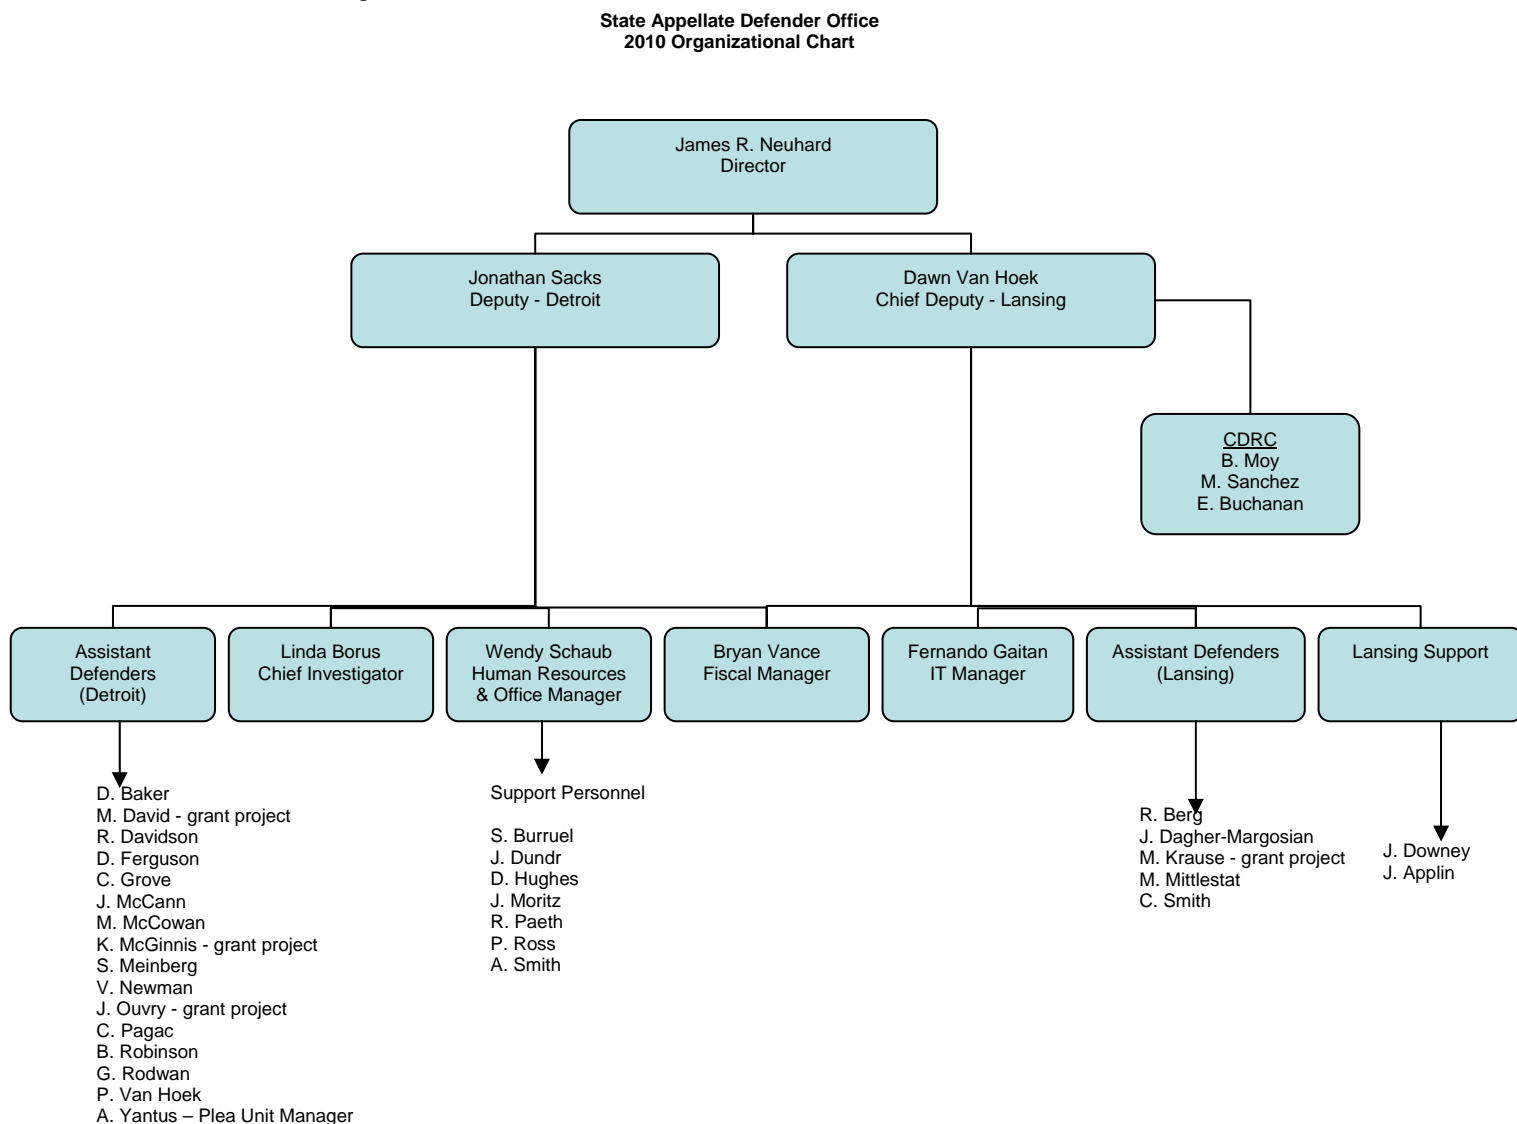 State Appellate Defender Office
2010 Organizational Chart
James R. Neuhard
Director
Jonathan Sacks
Deputy - Detroit
Dawn Van Hoek
Chief Deputy - Lansing
CDRC
B. Moy
M. Sanchez
E. Buchanan
Assistant
Defenders
(Detroit)
Linda Borus
Chief Investigator
Wendy Schaub
Human Resources
& Office Manager
Bryan Vance
Fiscal Manager
Fernando Gaitan
IT Manager
Assistant Defenders
(Lansing)
Lansing Support
D. Baker
M. David - grant project
R. Davidson
D. Ferguson
C. Grove
J. McCann
M. McCowan
K. McGinnis - grant project
S. Meinberg
V. Newman
J. Ouvry - grant project
C. Pagac
B. Robinson
G. Rodwan
P. Van Hoek
A. Yantus – Plea Unit Manager
Support Personnel
S. Burruel
J. Dundr
D. Hughes
J. Moritz
R. Paeth
P. Ross
A. Smith
R. Berg
J. Dagher-Margosian
M. Krause - grant project
M. Mittlestat
C. Smith
J. Downey
J. Applin